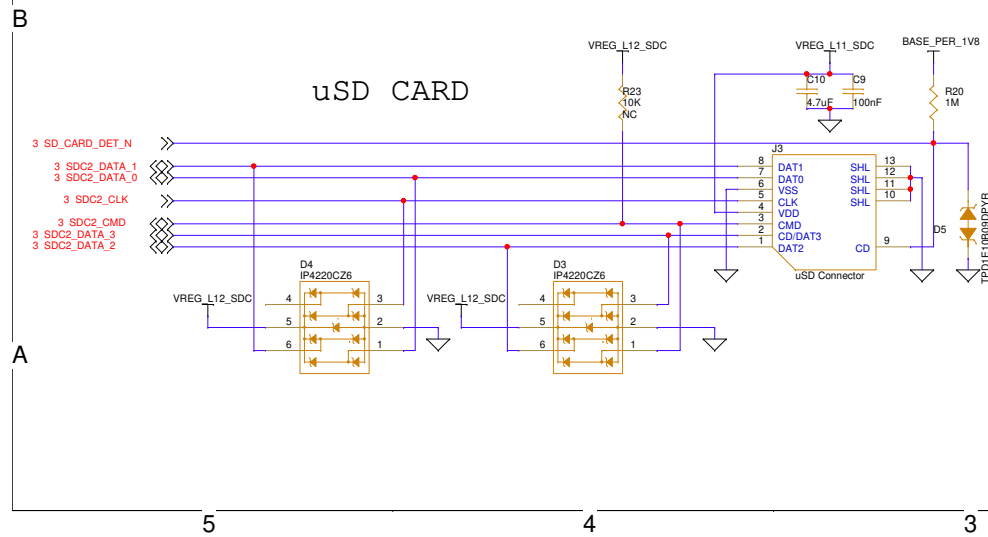 B
VREG_L12_SDC
VREG_L11_SDC
BASE_PER_1V8
uSD CARD
R23
10K
NC
C10
4.7uF
C9
100nF
R20
1M
3 SD_CARD_DET_N
3 SDC2_DATA_1
3 SDC2_DATA_0
3 SDC2_CLK
3 SDC2_CMD
3 SDC2_DATA_3
3 SDC2_DATA_2
J3
8 DAT1 SHL 13
7 DAT0 SHL 12
6 VSS SHL 11
5 CLK SHL 10
4 VDD
3 CMD
2 CD/DAT3
1 DAT2 CD 9
uSD Connector
D5
TPD1E10B09DPYR
D4
IP4220CZ6
VREG_L12_SDC
4 3
5 2
6 1
D3
IP4220CZ6
VREG_L12_SDC
4 3
5 2
6 1
A
5 4 3